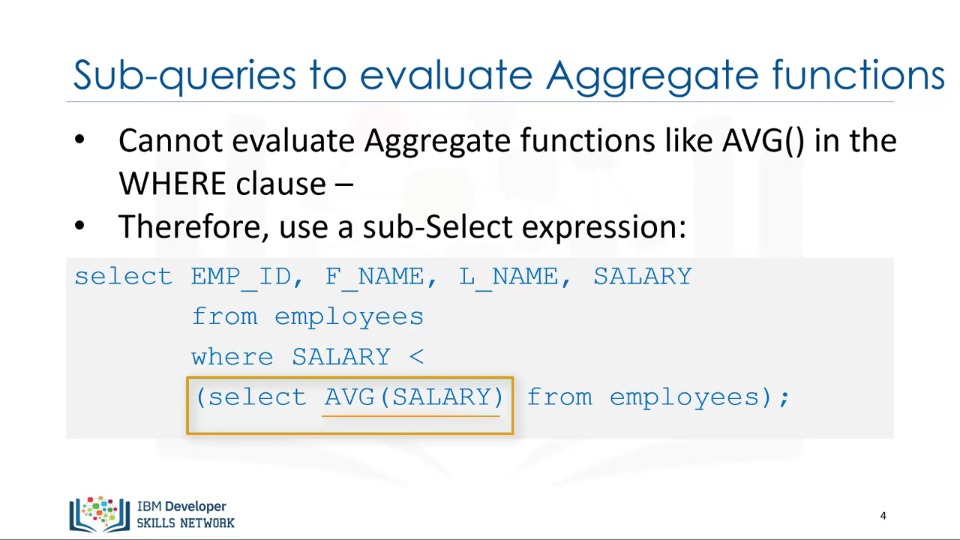 Sub-queries to evaluate Aggregate functions
• Cannot evaluate Aggregate functions like AVG() in the
WHERE clause –
• Therefore, use a sub-Select expression:
select EMP_ID, F_NAME, L_NAME, SALARY
from employees
where SALARY <
(select AVG(SALARY) from employees);
IBM Developer
SKILLS NETWORK
4